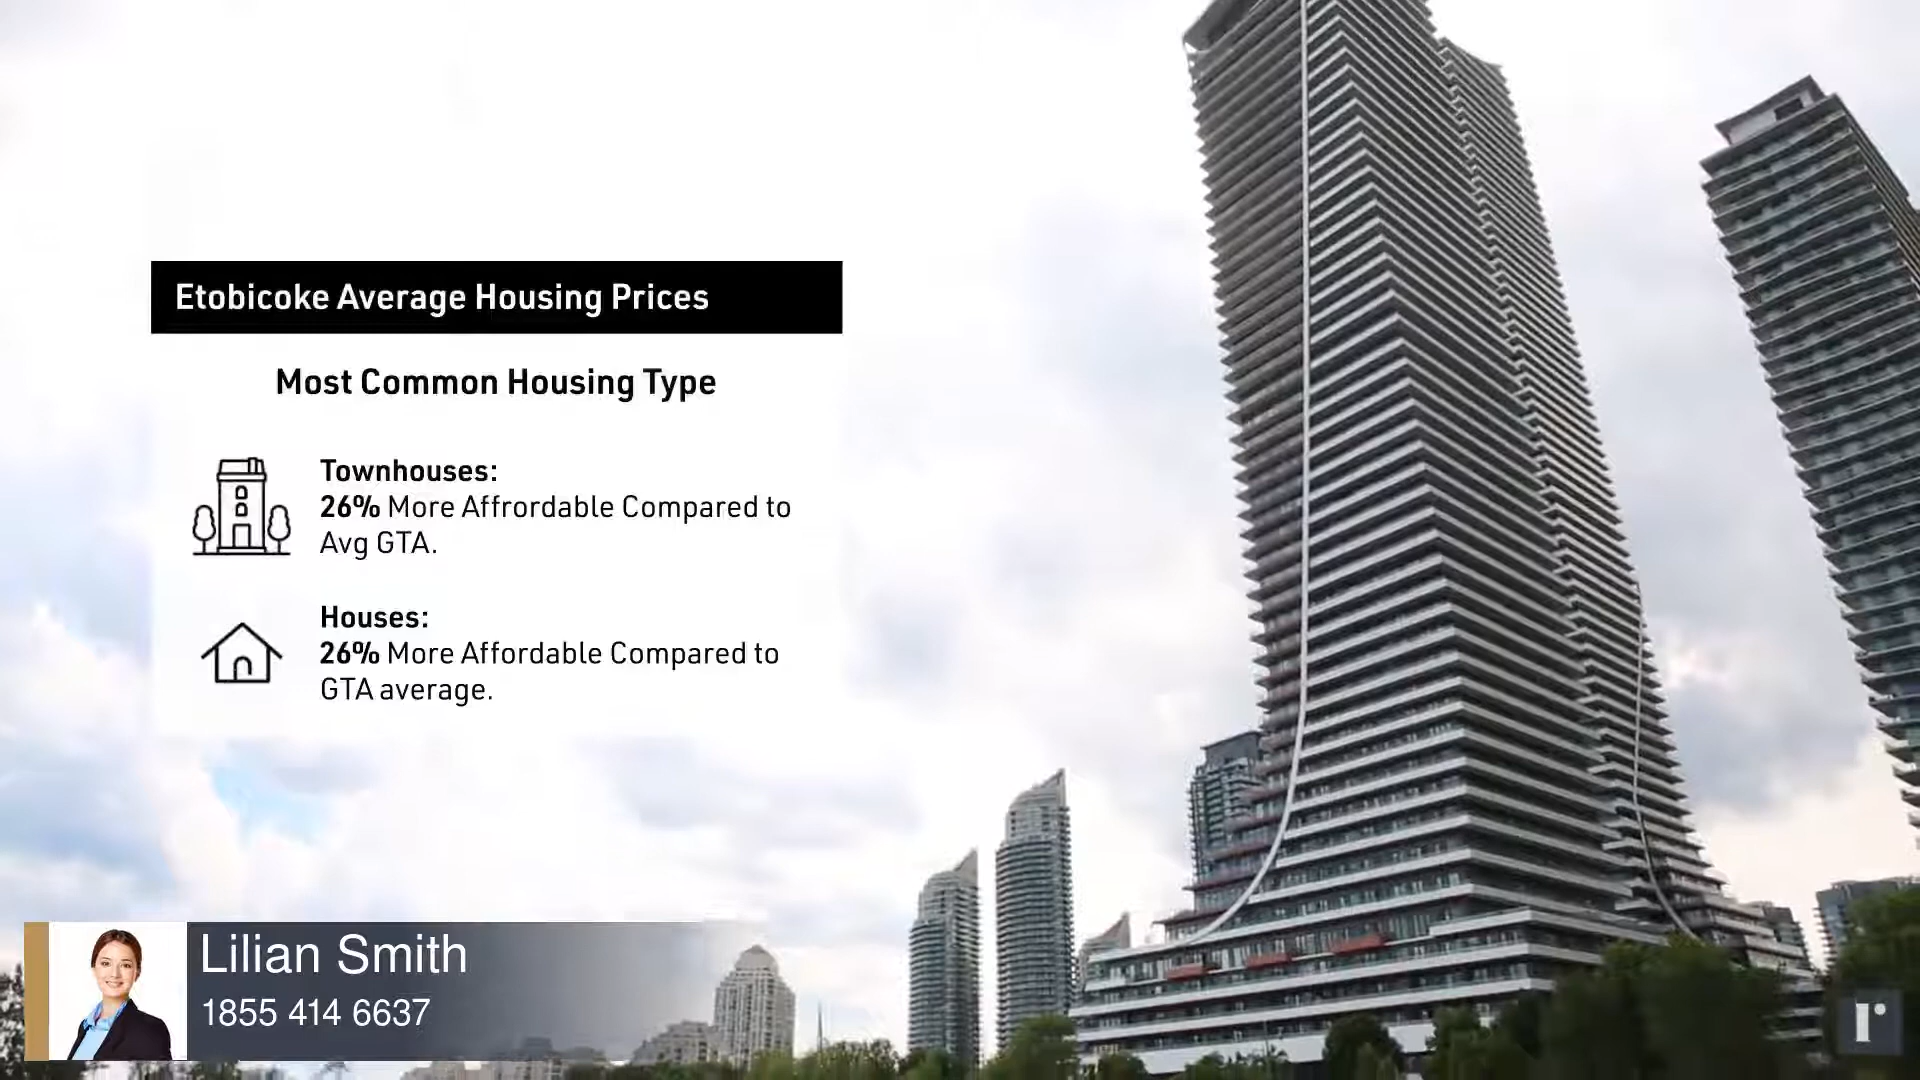 Etobicoke Average Housing Prices
Most Common Housing Type
Townhouses:
26% More Affrordable Compared to
Avg GTA.
Houses:
26% More Affordable Compared to
GTA average.
Lilian Smith
1855 414 6637
r